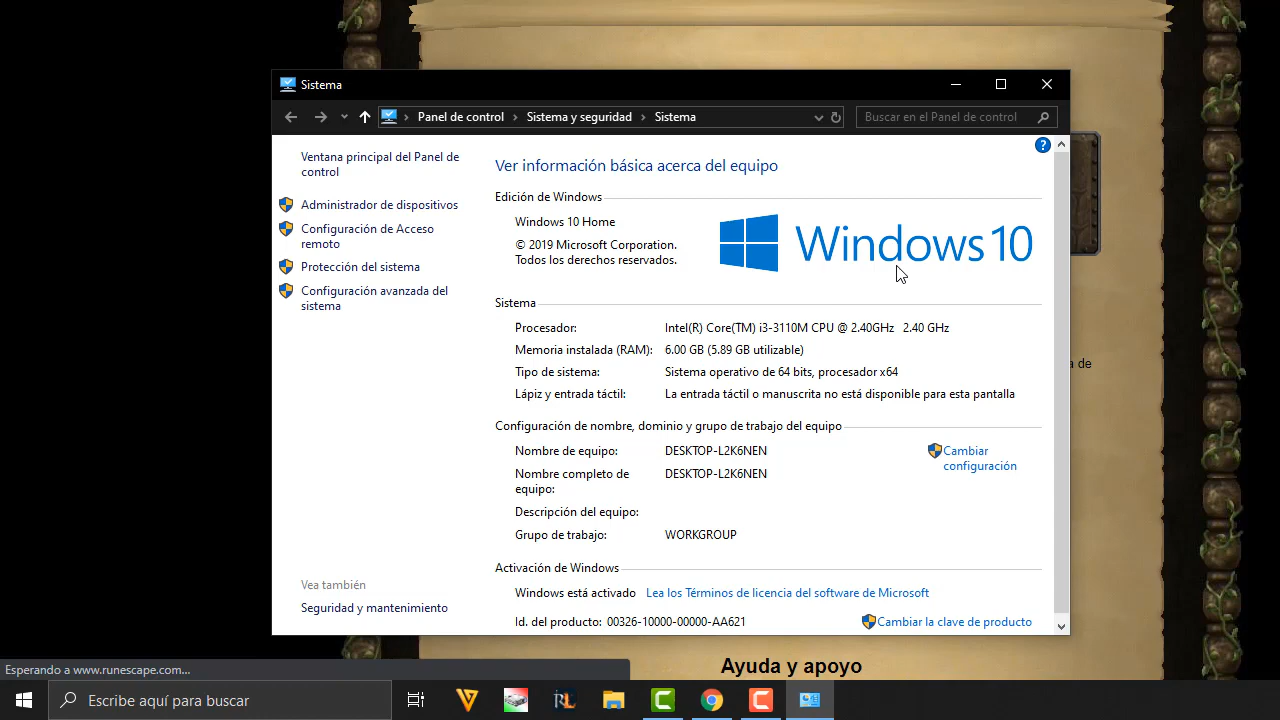 Sistema
Panel de control
Sistema y seguridad
Sistema
Buscar en el Panel de control
Ventana principal del Panel de
control
Administrador de dispositivos
Configuración de Acceso
remoto
Protección del sistema
Configuración avanzada del
sistema
Vea también
Seguridad y mantenimiento
Ver información básica acerca del equipo
Edición de Windows
Windows 10 Home
© 2019 Microsoft Corporation.
Todos los derechos reservados.
Windows 10
Sistema
Procesador: Intel(R) Core(TM) i3-3110M CPU @ 2.40GHz 2.40 GHz
Memoria instalada (RAM): 6.00 GB (5.89 GB utilizable)
Tipo de sistema: Sistema operativo de 64 bits, procesador x64
Lápiz y entrada táctil: La entrada táctil o manuscrita no está disponible para esta pantalla
Configuración de nombre, dominio y grupo de trabajo del equipo
Nombre de equipo: DESKTOP-L2K6NEN
Cambiar
configuración
Nombre completo de
equipo: DESKTOP-L2K6NEN
Descripción del equipo:
Grupo de trabajo: WORKGROUP
Activación de Windows
Windows está activado Lea los Términos de licencia del software de Microsoft
Id. del producto: 00326-10000-00000-AA621 Cambiar la clave de producto
a de
Ayuda y apoyo
Esperando a www.runescape.com...
Escribe aquí para buscar